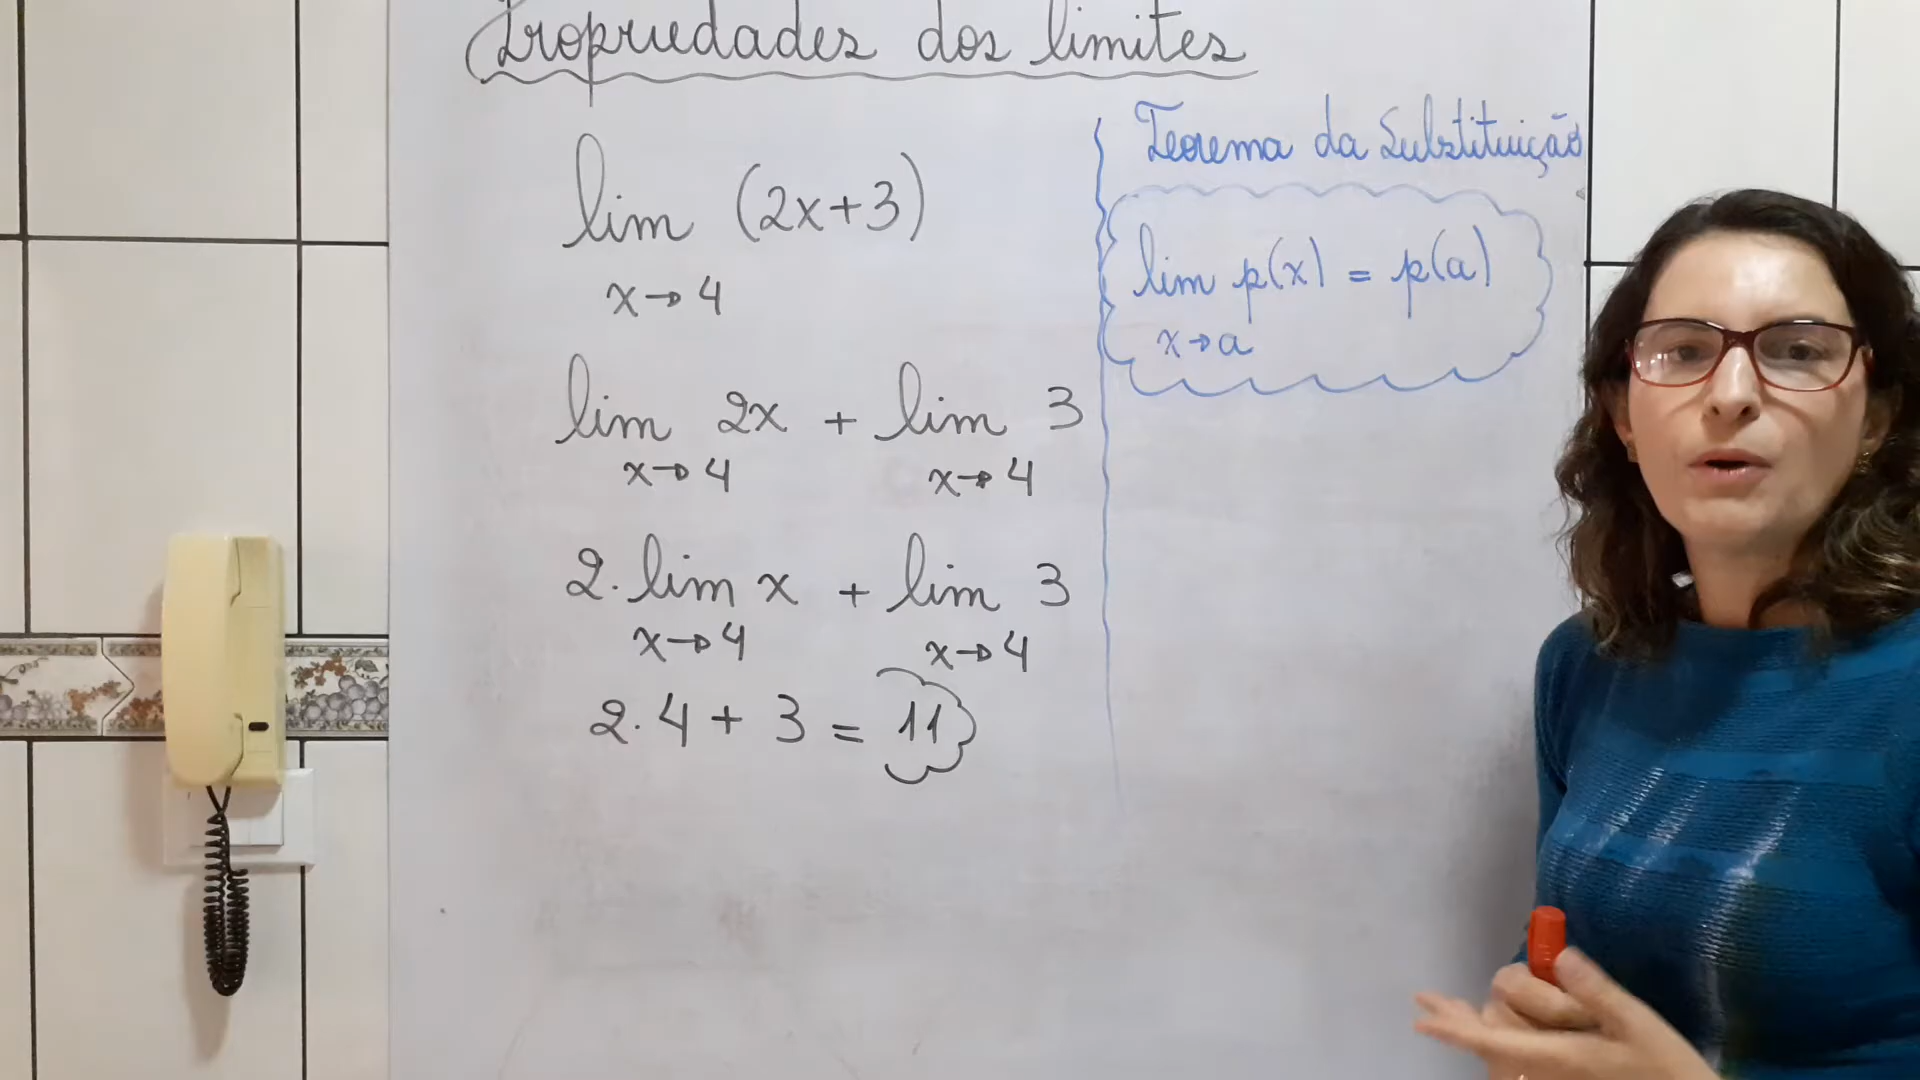 Propriedades dos limites
lim (2x+3)
x→4
lim 2x + lim 3
x→4 x→4
2. lim x + lim 3
x→4 x→4
2. 4 + 3 = 11
Teorema da Substituição
lim p(x) = p(a)
x→a